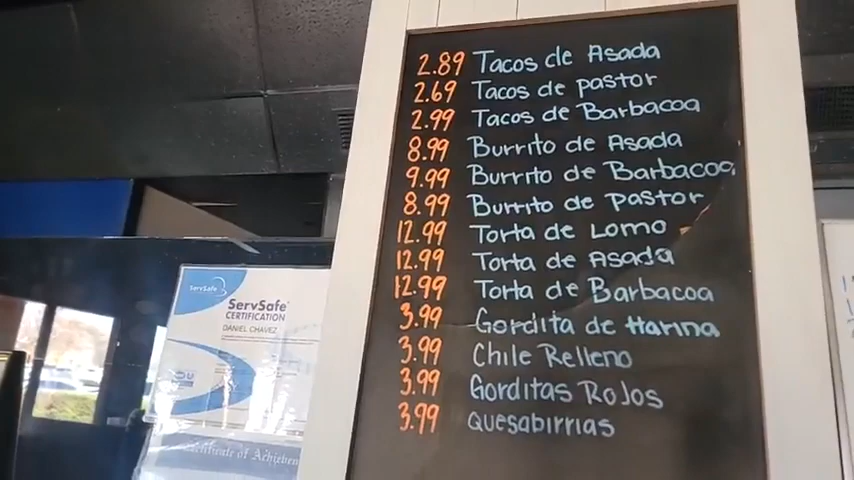 2.89 Tacos de Asada
2.69 Tacos de pastor
2.99 Tacos de Barbacoa
8.99 Burrito de Asada
9.99 Burrito de Barbacoa
8.99 Burrito de pastor
12.99 Torta de Lomo
12.99 Torta de Asada
12.99 Torta de Barbacoa
3.99 Gordita de Harina
3.99 Chile Relleno
3.99 Gorditas Rojos
3.99 Quesabirrias
ServSafe
ServSafe
CERTIFICATION
DANIEL CHAVEZ
Certificate of Achievement